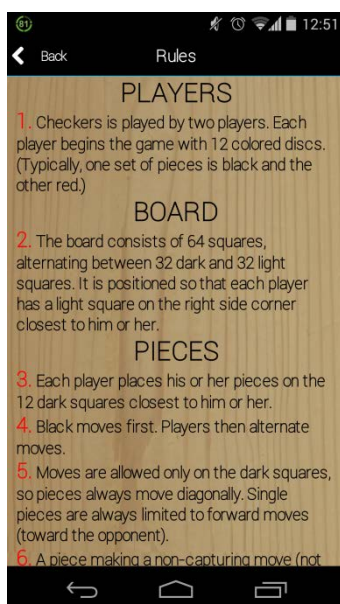 81
12:51
Back
Rules
PLAYERS
1. Checkers is played by two players. Each
player begins the game with 12 colored discs.
(Typically, one set of pieces is black and the
other red.)
BOARD
2. The board consists of 64 squares,
alternating between 32 dark and 32 light
squares. It is positioned so that each player
has a light square on the right side corner
closest to him or her.
PIECES
3. Each player places his or her pieces on the
12 dark squares closest to him or her.
4. Black moves first. Players then alternate
moves.
5. Moves are allowed only on the dark squares,
so pieces always move diagonally. Single
pieces are always limited to forward moves
(toward the opponent).
6. A piece making a non-capturing move (not